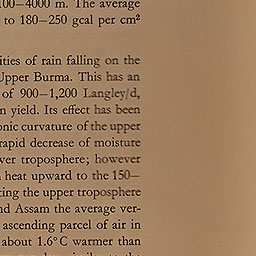 100–4000 m. The average
to 180–250 gcal per cm²
ities of rain falling on the
Upper Burma. This has an
of 900–1,200 Langley/d,
n yield. Its effect has been
onic curvature of the upper
rapid decrease of moisture
ver troposphere; however
heat upward to the 150–
ting the upper troposphere
nd Assam the average ver-
ascending parcel of air in
about 1.6° C warmer than